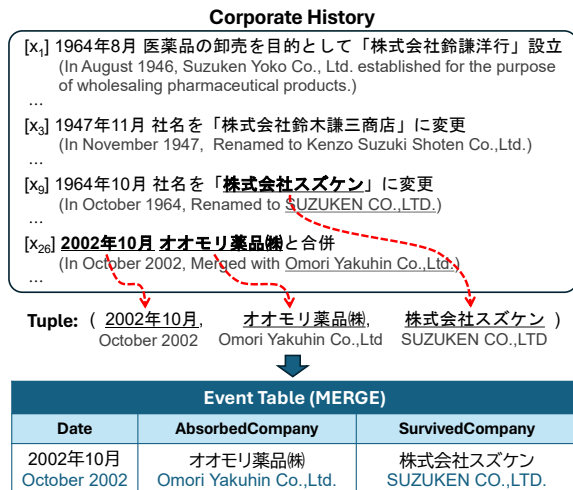 Corporate History
[x₁] 1964年8月 医薬品の卸売を目的として「株式会社鈴謙洋行」設立
(In August 1946, Suzuken Yoko Co., Ltd. established for the purpose
of wholesaling pharmaceutical products.)
...
[x₃] 1947年11月 社名を「株式会社鈴木謙三商店」に変更
(In November 1947, Renamed to Kenzo Suzuki Shoten Co.,Ltd.)
...
[x₉] 1964年10月 社名を「株式会社スズケン」に変更
(In October 1964, Renamed to SUZUKEN CO.,LTD.)
...
[x₂₆] 2002年10月 オオモリ薬品㈱と合併
(In October 2002, Merged with Omori Yakuhin Co.,Ltd.)
...
Tuple: ( 2002年10月, オオモリ薬品㈱, 株式会社スズケン )
October 2002 Omori Yakuhin Co.,Ltd SUZUKEN CO.,LTD
Event Table (MERGE)
Date AbsorbedCompany SurvivedCompany
2002年10月 オオモリ薬品㈱ 株式会社スズケン
October 2002 Omori Yakuhin Co.,Ltd. SUZUKEN CO.,LTD.